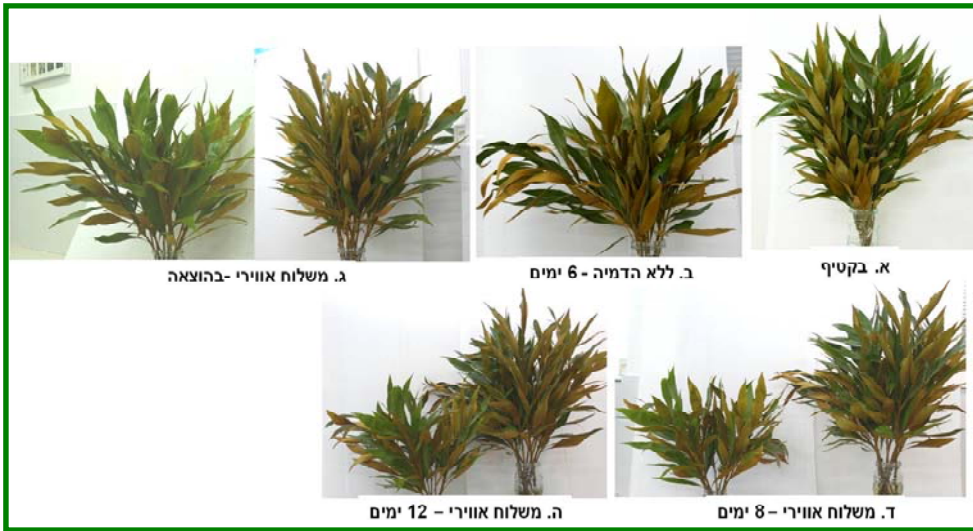 א. בקטיף
ב. ללא הדמיה - 6 ימים
ג. משלוח אווירי -בהוצאה
ד. משלוח אווירי – 8 ימים
ה. משלוח אווירי – 12 ימים